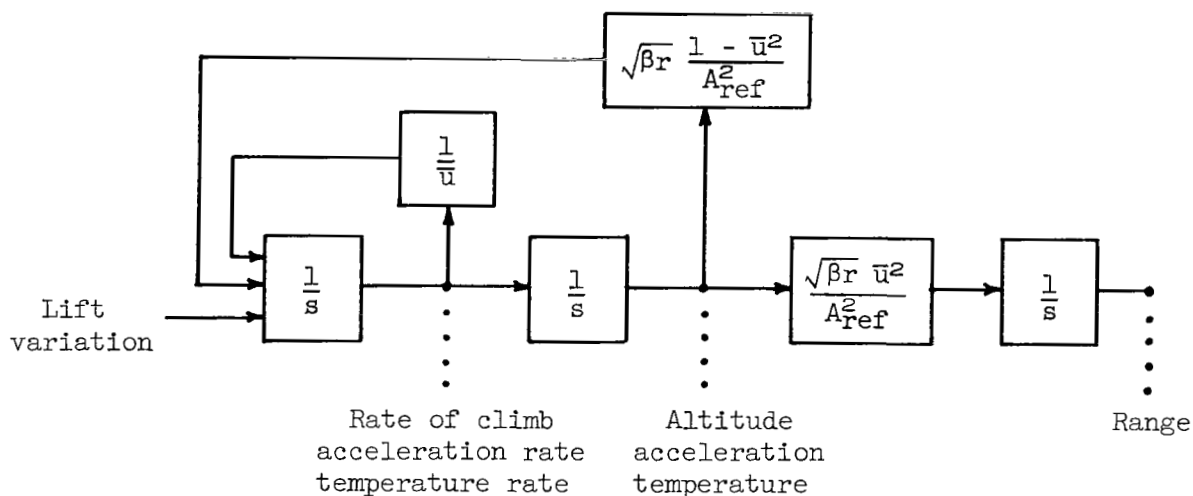 √βr (1 - ū²)/A²ref
1/ū
1/s
1/s
√βr ū²/A²ref
1/s
Lift
variation
Rate of climb
acceleration rate
temperature rate
Altitude
acceleration
temperature
Range